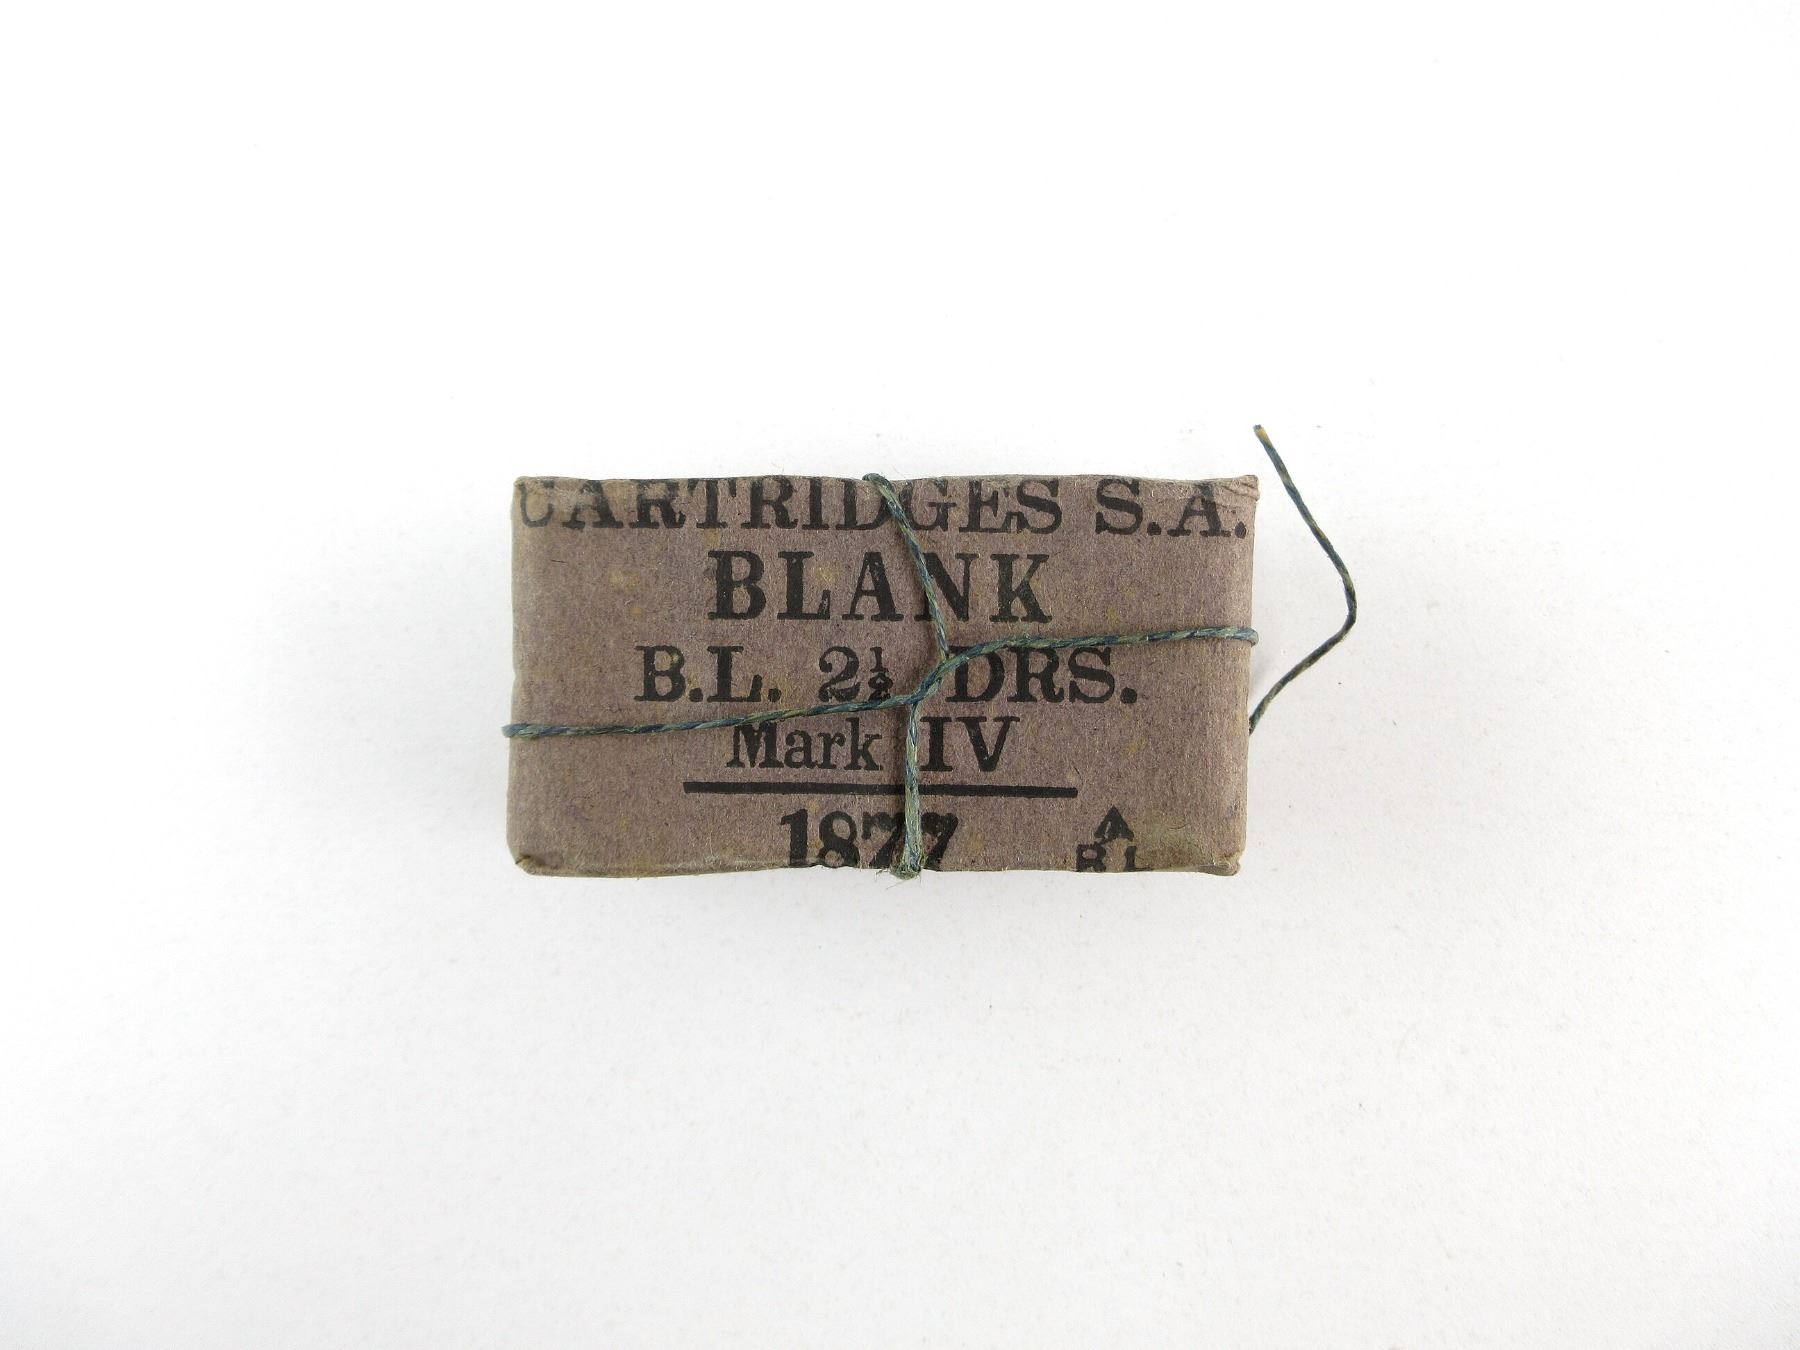 CARTRIDGES S.A.
BLANK
B.L. 2½ DRS.
Mark IV
1877